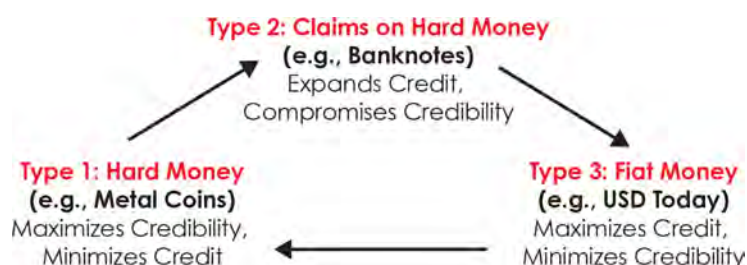 Type 2: Claims on Hard Money
(e.g., Banknotes)
Expands Credit,
Compromises Credibility
Type 1: Hard Money
(e.g., Metal Coins)
Maximizes Credibility,
Minimizes Credit
Type 3: Fiat Money
(e.g., USD Today)
Maximizes Credit,
Minimizes Credibility